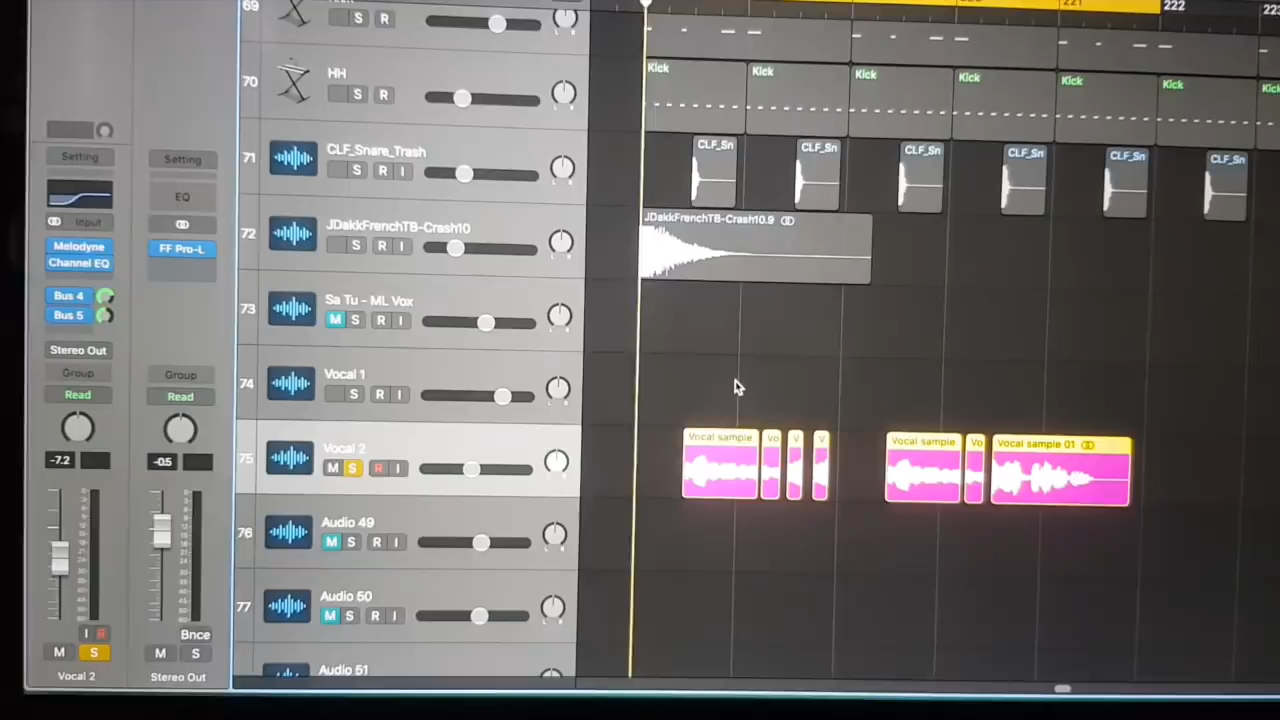 69
S R
221
222
70
HH
S R
Kick
Kick
Kick
Kick
Kick
Kick
71
CLF_Snare_Trash
S R I
CLF_Sn
CLF_Sn
CLF_Sn
CLF_Sn
CLF_Sn
CLF_Sn
72
JDakkFrenchTB-Crash10
S R I
JDakkFrenchTB-Crash10.9
73
Sa Tu - ML Vox
M S R I
74
Vocal 1
S R I
75
Vocal 2
M S R I
Vocal sample
Vo
V
V
Vocal sample
Vo
Vocal sample 01
76
Audio 49
M S R I
77
Audio 50
M S R I
Audio 51
Setting
Input
Melodyne
Channel EQ
Bus 4
Bus 5
Stereo Out
Group
Read
-7.2
I R
M S
Vocal 2
Setting
EQ
FF Pro-L
Group
Read
-0.5
Bnce
M S
Stereo Out